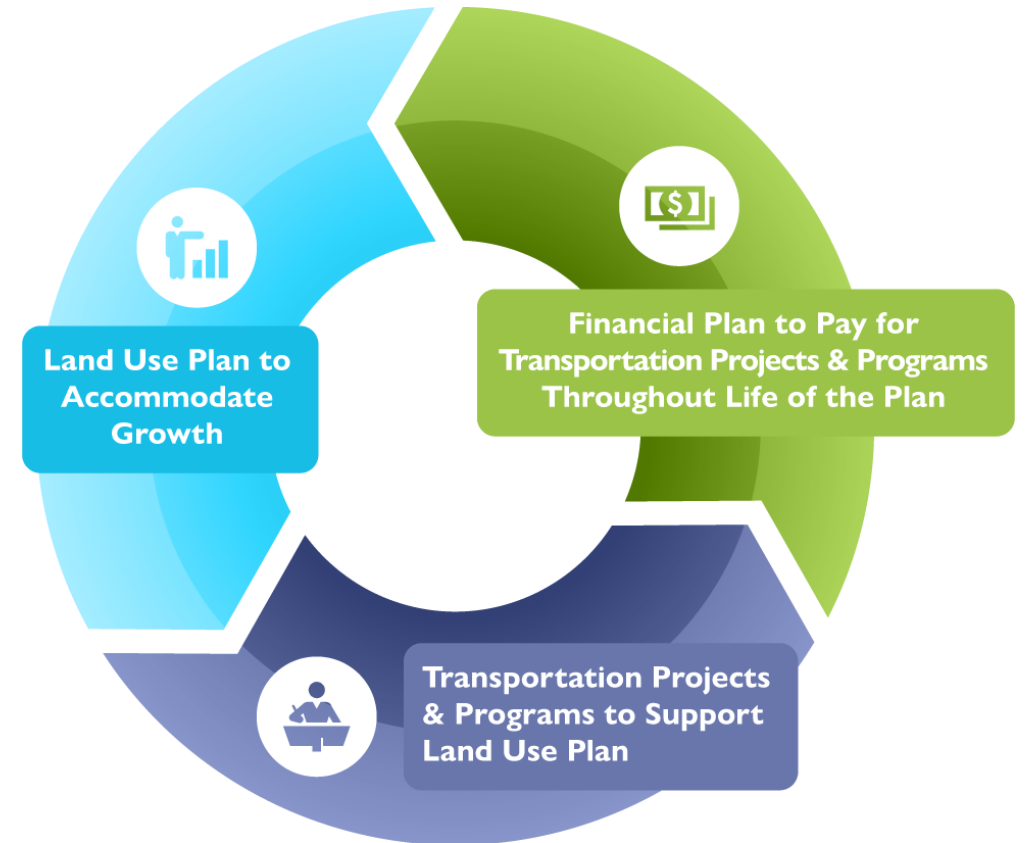 Land Use Plan to
Accommodate
Growth
Financial Plan to Pay for
Transportation Projects & Programs
Throughout Life of the Plan
Transportation Projects
& Programs to Support
Land Use Plan
$